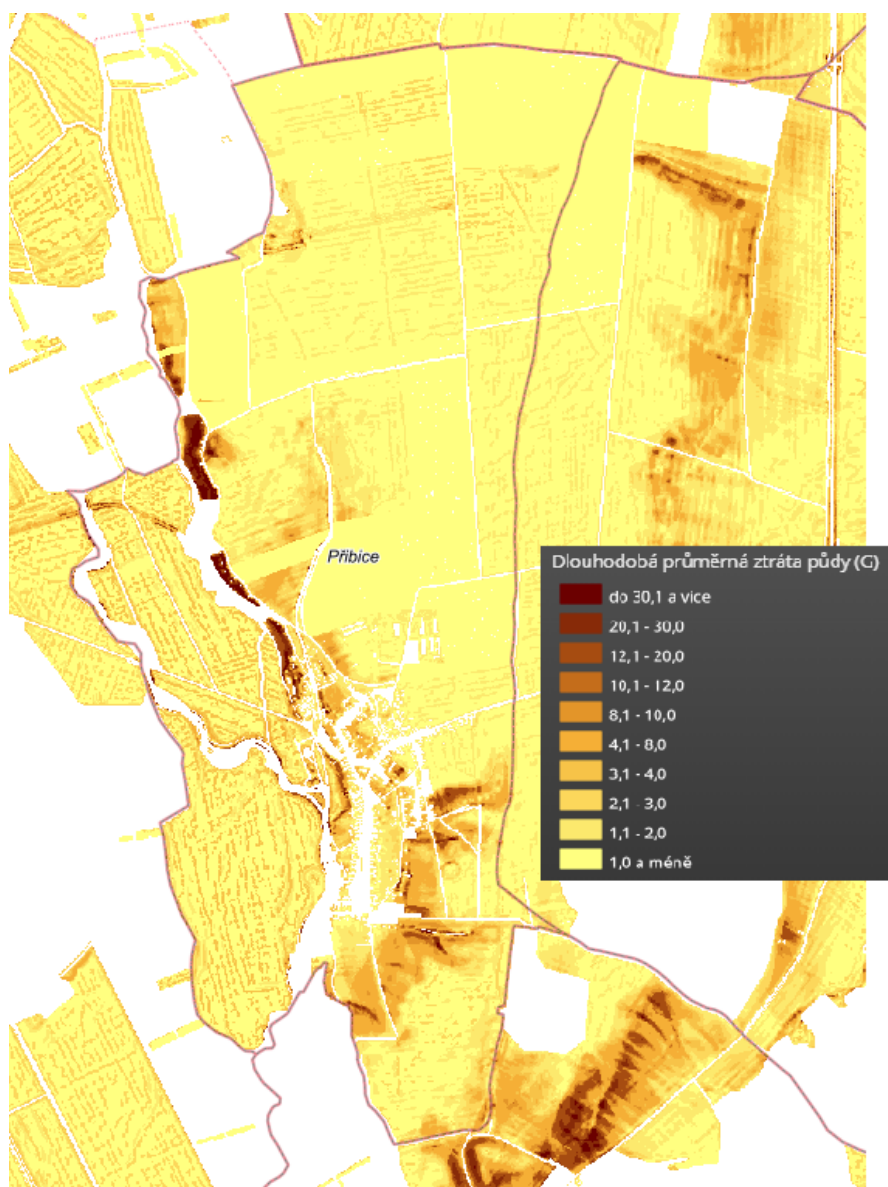 Přibice
Dlouhodobá průměrná ztráta půdy (G)
do 30,1 a více
20,1 - 30,0
12,1 - 20,0
10,1 - 12,0
8,1 - 10,0
4,1 - 8,0
3,1 - 4,0
2,1 - 3,0
1,1 - 2,0
1,0 a méně